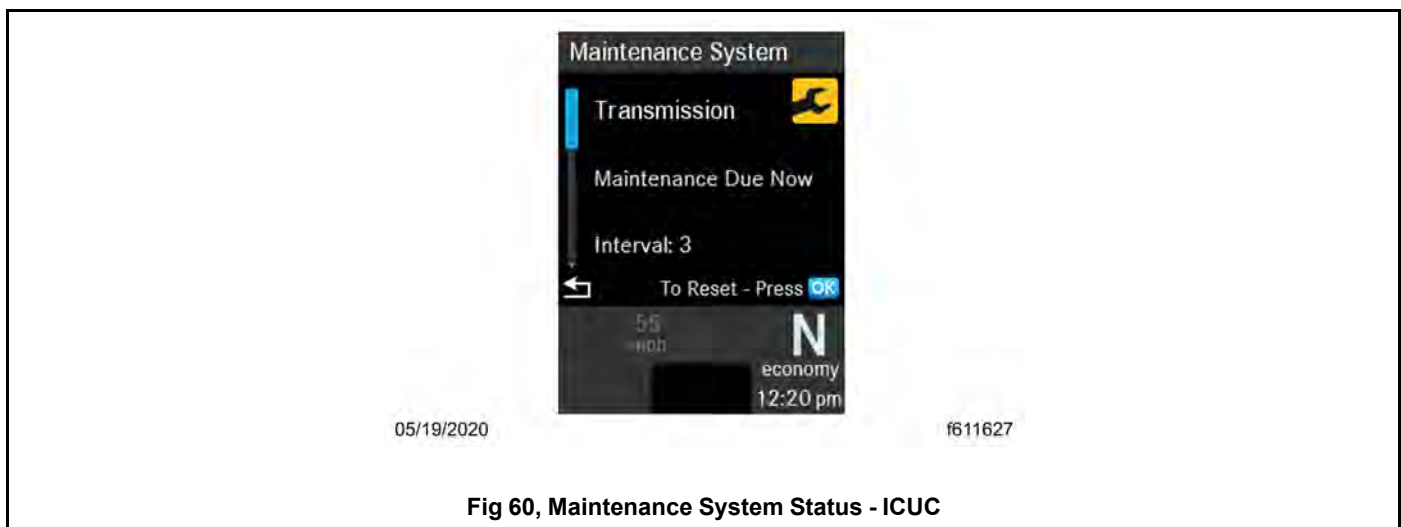 Maintenance System
Transmission
Maintenance Due Now
Interval: 3
To Reset - Press OK
55
mph
N
economy
12:20 pm
05/19/2020
f611627
Fig 60, Maintenance System Status - ICUC